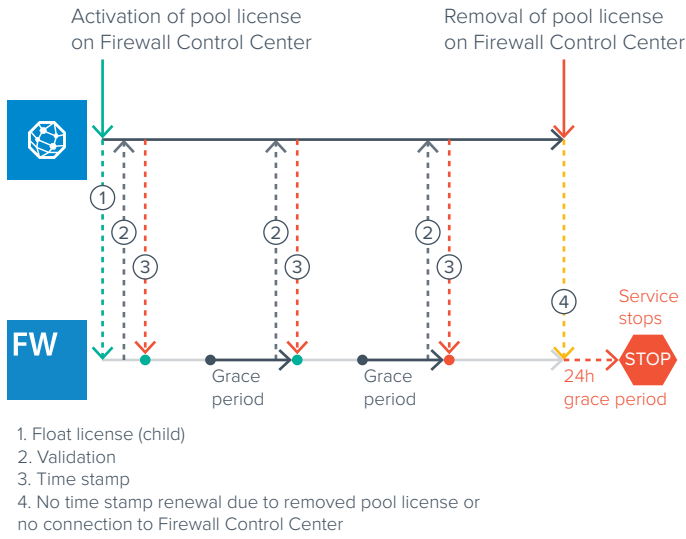 Activation of pool license
on Firewall Control Center
Removal of pool license
on Firewall Control Center
1
2
3
2
3
2
3
4
FW
Service
stops
STOP
Grace
period
Grace
period
24h
grace period
1. Float license (child)
2. Validation
3. Time stamp
4. No time stamp renewal due to removed pool license or
no connection to Firewall Control Center